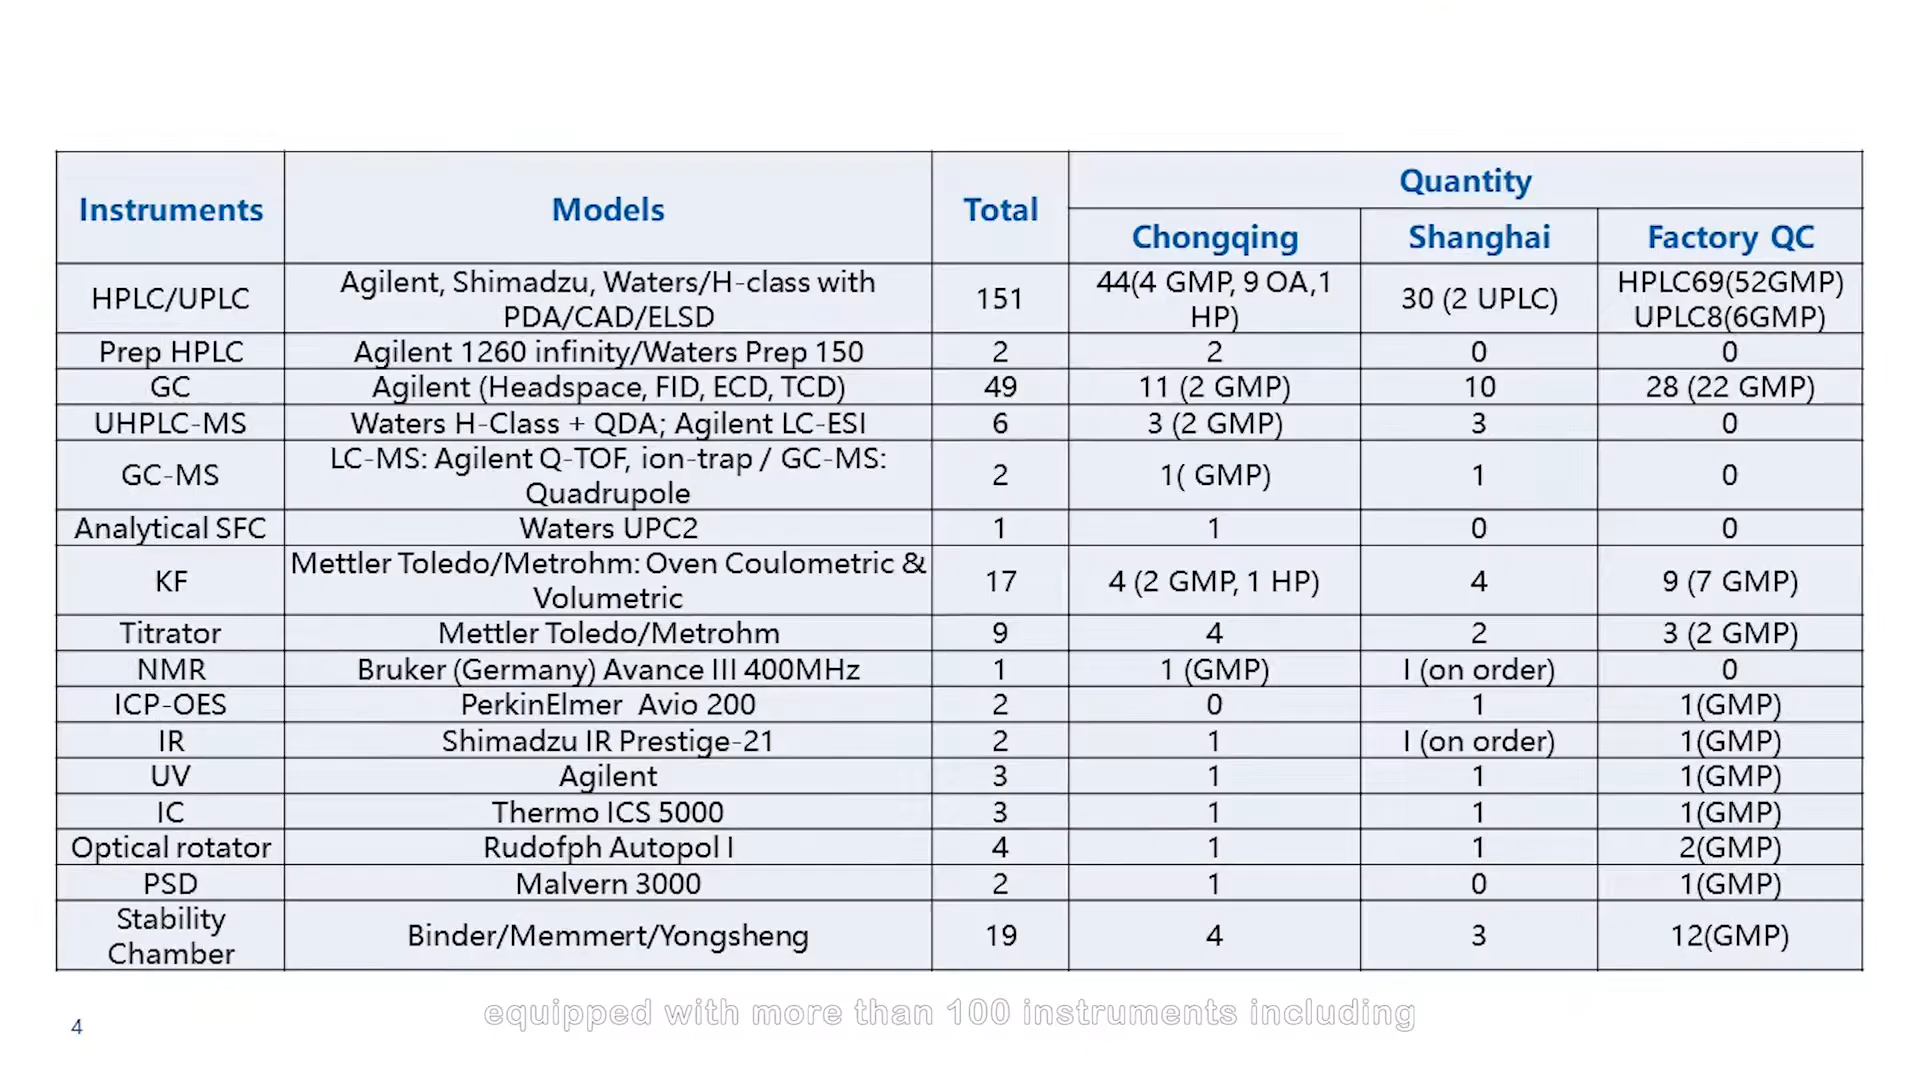 Instruments Models Total Quantity
Chongqing Shanghai Factory QC
HPLC/UPLC Agilent, Shimadzu, Waters/H-class with PDA/CAD/ELSD 151 44(4 GMP, 9 OA,1 HP) 30 (2 UPLC) HPLC69(52GMP) UPLC8(6GMP)
Prep HPLC Agilent 1260 infinity/Waters Prep 150 2 2 0 0
GC Agilent (Headspace, FID, ECD, TCD) 49 11 (2 GMP) 10 28 (22 GMP)
UHPLC-MS Waters H-Class + QDA; Agilent LC-ESI 6 3 (2 GMP) 3 0
GC-MS LC-MS: Agilent Q-TOF, ion-trap / GC-MS: Quadrupole 2 1( GMP) 1 0
Analytical SFC Waters UPC2 1 1 0 0
KF Mettler Toledo/Metrohm: Oven Coulometric & Volumetric 17 4 (2 GMP, 1 HP) 4 9 (7 GMP)
Titrator Mettler Toledo/Metrohm 9 4 2 3 (2 GMP)
NMR Bruker (Germany) Avance III 400MHz 1 1 (GMP) I (on order) 0
ICP-OES PerkinElmer Avio 200 2 0 1 1(GMP)
IR Shimadzu IR Prestige-21 2 1 I (on order) 1(GMP)
UV Agilent 3 1 1 1(GMP)
IC Thermo ICS 5000 3 1 1 1(GMP)
Optical rotator Rudofph Autopol I 4 1 1 2(GMP)
PSD Malvern 3000 2 1 0 1(GMP)
Stability Chamber Binder/Memmert/Yongsheng 19 4 3 12(GMP)
equipped with more than 100 instruments including
4